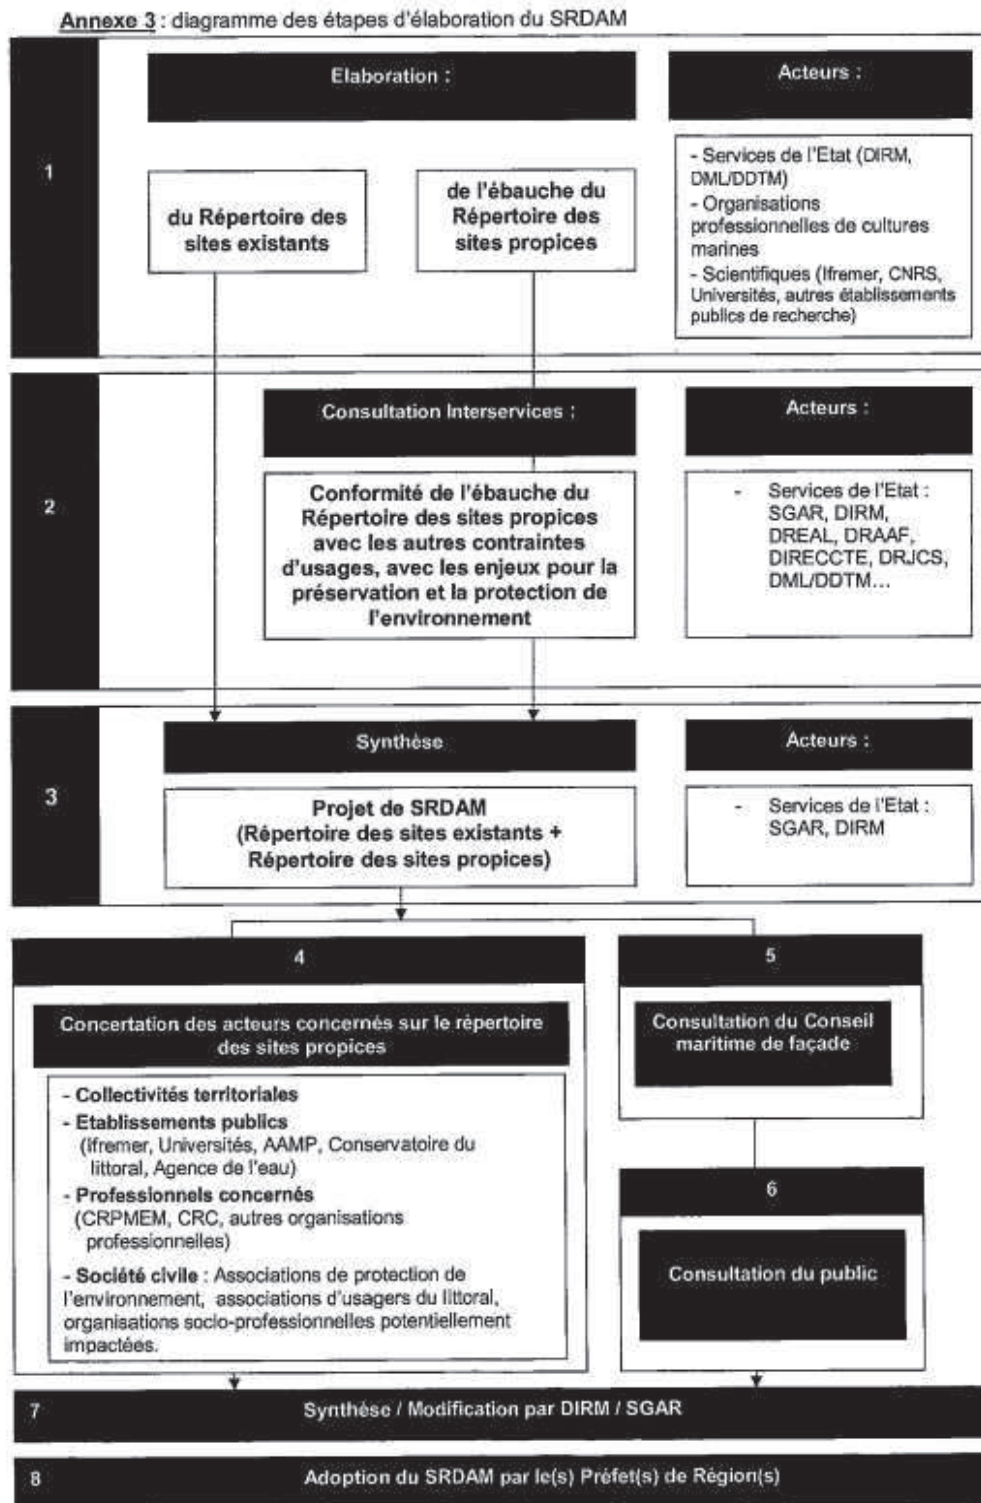 Annexe 3 : diagramme des étapes d'élaboration du SRDAM
1
Elaboration :
du Répertoire des
sites existants
de l'ébauche du
Répertoire des
sites propices
Acteurs :
- Services de l'Etat (DIRM,
DML/DDTM)
- Organisations
professionnelles de cultures
marines
- Scientifiques (Ifremer, CNRS,
Universités, autres établissements
publics de recherche)
2
Consultation Interservices :
Conformité de l'ébauche du
Répertoire des sites propices
avec les autres contraintes
d'usages, avec les enjeux pour la
préservation et la protection de
l'environnement
Acteurs :
- Services de l'Etat :
SGAR, DIRM,
DREAL, DRAAF,
DIRECCTE, DRJCS,
DML/DDTM...
3
Synthèse
Projet de SRDAM
(Répertoire des sites existants +
Répertoire des sites propices)
Acteurs :
- Services de l'Etat :
SGAR, DIRM
4
Concertation des acteurs concernés sur le répertoire
des sites propices
- Collectivités territoriales
- Etablissements publics
(Ifremer, Universités, AAMP, Conservatoire du
littoral, Agence de l'eau)
- Professionnels concernés
(CRPMEM, CRC, autres organisations
professionnelles)
- Société civile : Associations de protection de
l'environnement, associations d'usagers du littoral,
organisations socio-professionnelles potentiellement
impactées.
5
Consultation du Conseil
maritime de façade
6
Consultation du public
7 Synthèse / Modification par DIRM / SGAR
8 Adoption du SRDAM par le(s) Préfet(s) de Région(s)